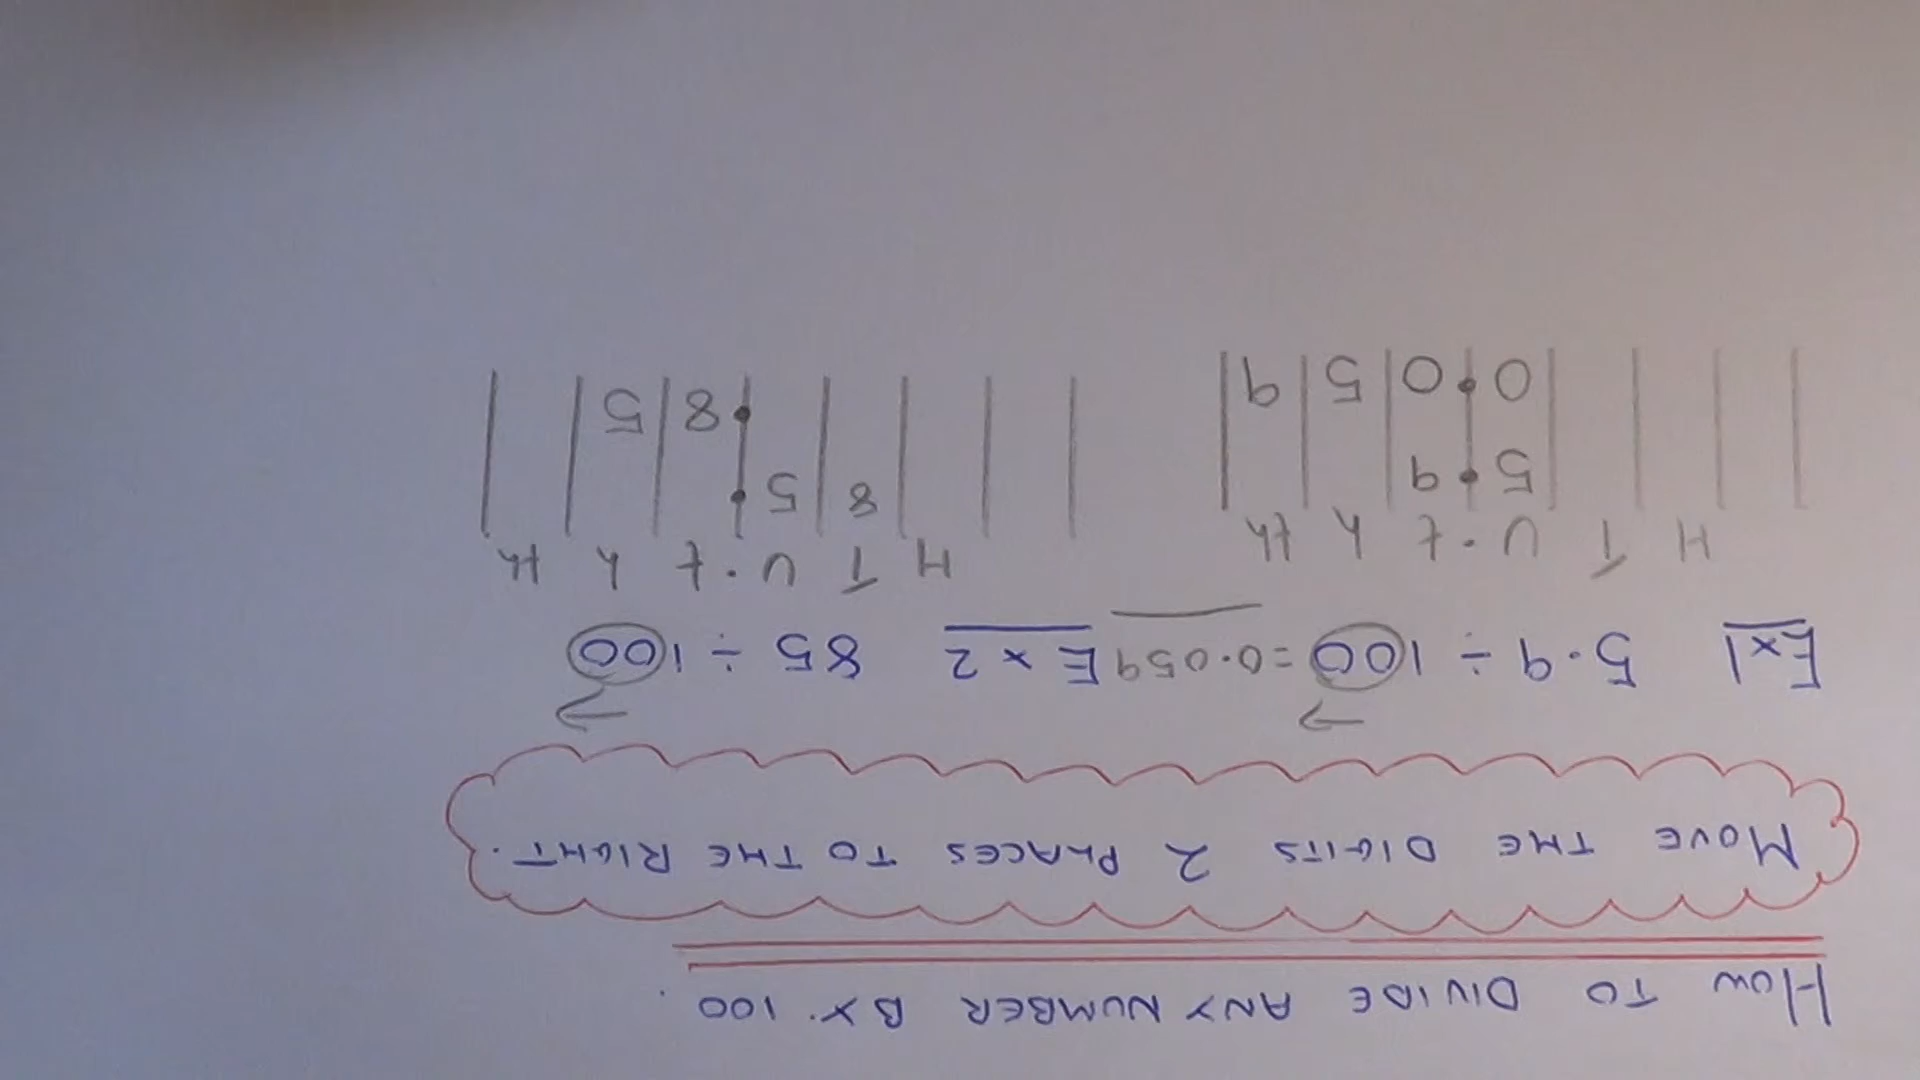 HOW TO DIVIDE ANY NUMBER BY 100.
MOVE THE DIGITS 2 PLACES TO THE RIGHT.
Ex1 5.9 ÷ 100 = 0.059 Ex2 85 ÷ 100
H T U . t h th H T U . t h th
5 . 9 8 5 .
0 . 0 5 9 . 8 5